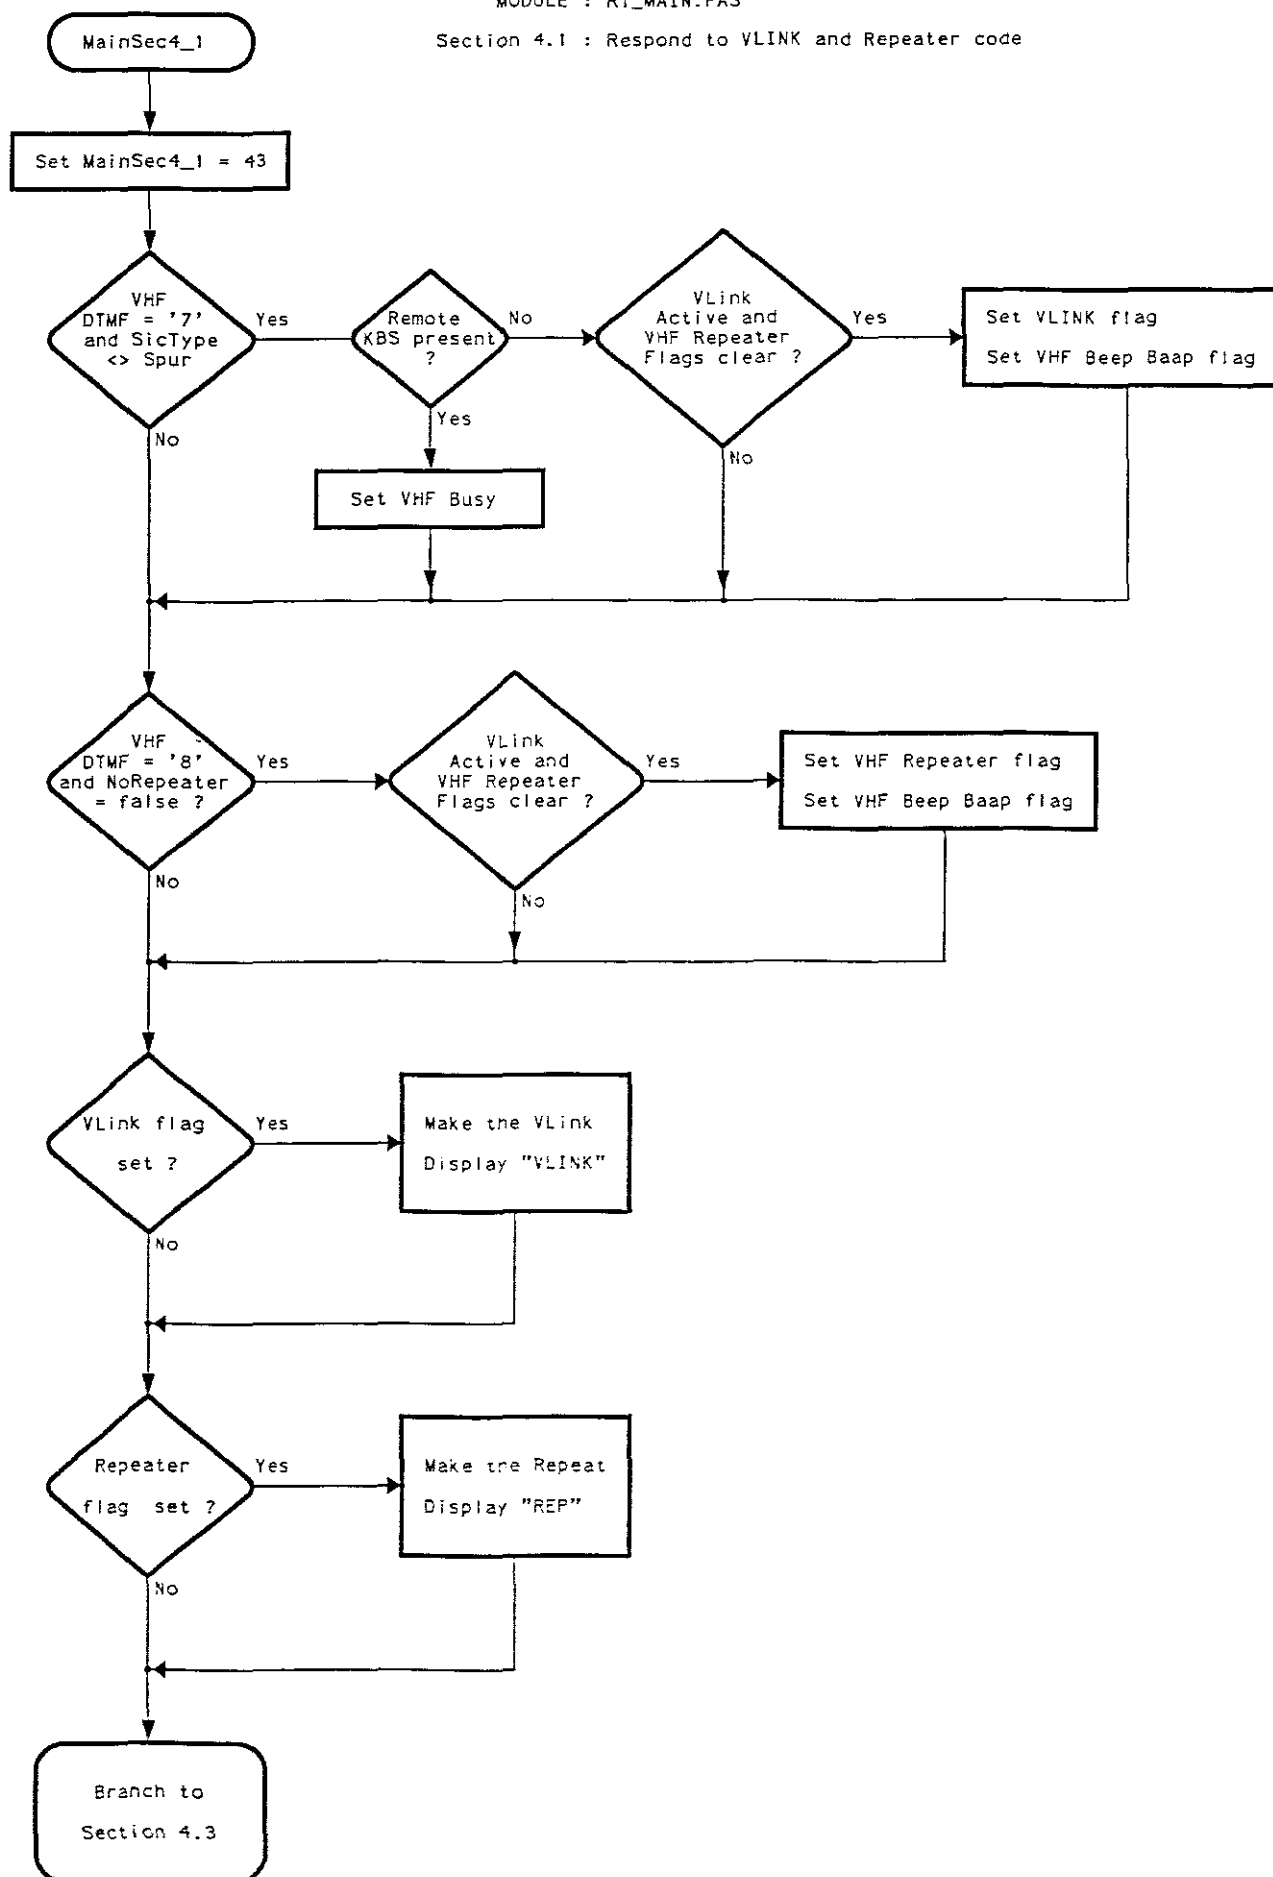 MODULE : RT_MAIN.PAS
Section 4.1 : Respond to VLINK and Repeater code
MainSec4_1
Set MainSec4_1 = 43
VHF
DTMF = '7'
and SicType
<> Spur
Yes
No
Remote
KBS present
?
No
Yes
VLink
Active and
VHF Repeater
Flags clear ?
Yes
No
Set VLINK flag
Set VHF Beep Baap flag
Set VHF Busy
VHF
DTMF = '8'
and NoRepeater
= false ?
Yes
No
VLink
Active and
VHF Repeater
Flags clear ?
Yes
No
Set VHF Repeater flag
Set VHF Beep Baap flag
VLink flag
set ?
Yes
No
Make the VLink
Display "VLINK"
Repeater
flag set ?
Yes
No
Make the Repeat
Display "REP"
Branch to
Section 4.3